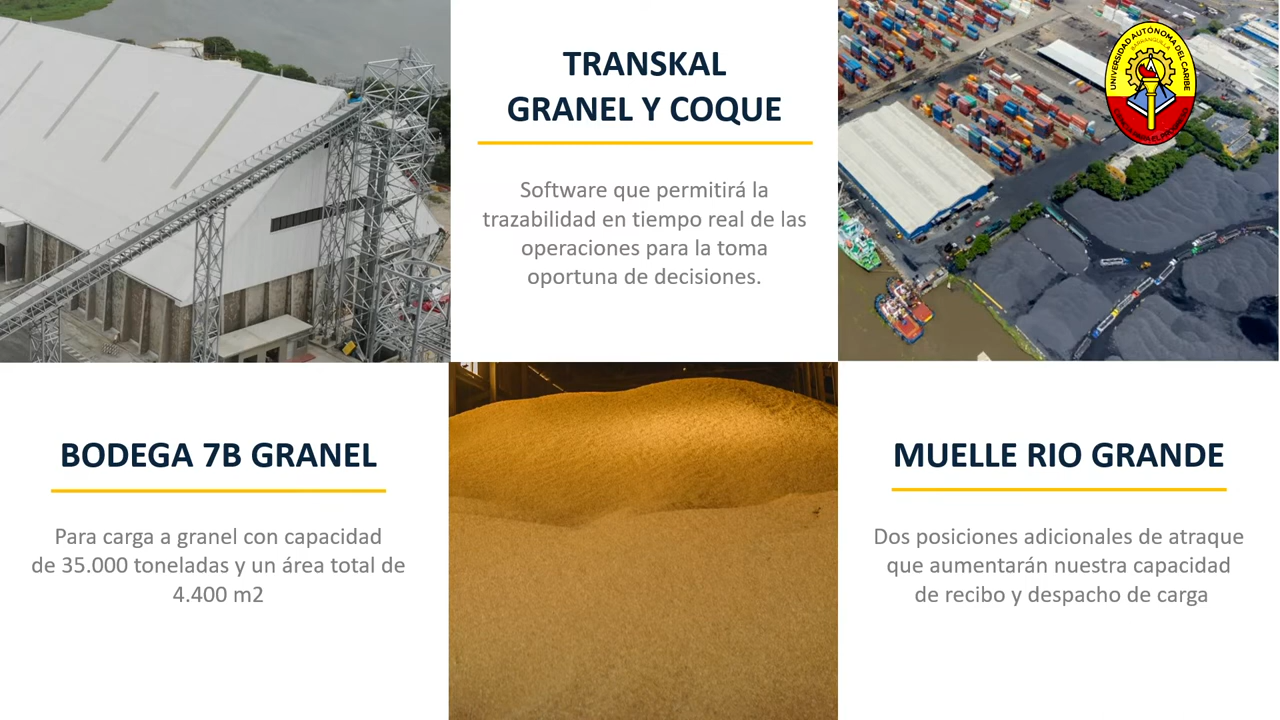 TRANSKAL
GRANEL Y COQUE
Software que permitirá la
trazabilidad en tiempo real de las
operaciones para la toma
oportuna de decisiones.
UNIVERSIDAD AUTONOMA DEL CARIBE
BARRANQUILLA
BODEGA 7B GRANEL
Para carga a granel con capacidad
de 35.000 toneladas y un área total de
4.400 m2
MUELLE RIO GRANDE
Dos posiciones adicionales de atraque
que aumentarán nuestra capacidad
de recibo y despacho de carga